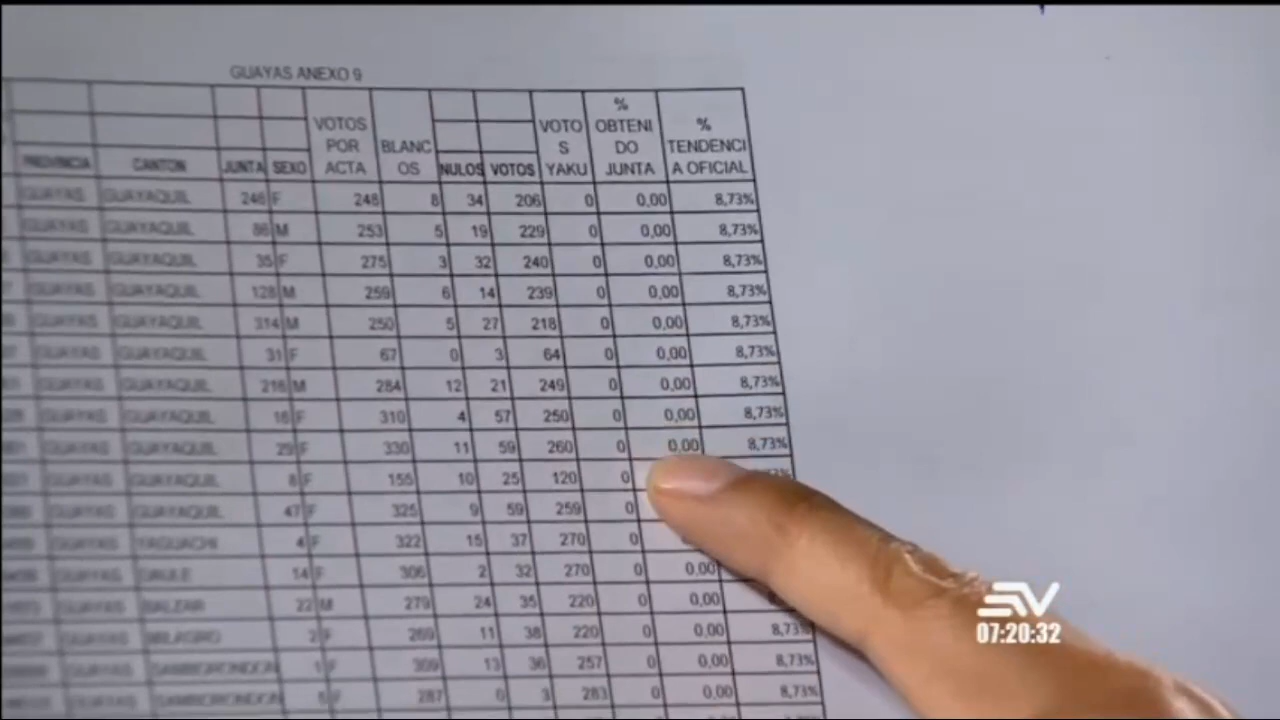 GUAYAS ANEXO 9
PROVINCIA CANTON JUNTA SEXO VOTOS POR ACTA BLANC OS NULOS VOTOS VOTO S YAKU % OBTENI DO JUNTA % TENDENCI A OFICIAL
GUAYAS GUAYAQUIL 246 F 248 8 34 206 0 0,00 8,73%
GUAYAS GUAYAQUIL 86 M 253 5 19 229 0 0,00 8,73%
GUAYAS GUAYAQUIL 35 F 275 3 32 240 0 0,00 8,73%
GUAYAS GUAYAQUIL 128 M 259 6 14 239 0 0,00 8,73%
GUAYAS GUAYAQUIL 314 M 250 5 27 218 0 0,00 8,73%
GUAYAS GUAYAQUIL 31 F 67 0 3 64 0 0,00 8,73%
GUAYAS GUAYAQUIL 216 M 284 12 21 249 0 0,00 8,73%
GUAYAS GUAYAQUIL 16 F 310 4 57 250 0 0,00 8,73%
GUAYAS GUAYAQUIL 29 F 330 11 59 260 0 0,00 8,73%
GUAYAS GUAYAQUIL 8 F 155 10 25 120 0
GUAYAS GUAYAQUIL 47 F 325 9 59 259 0
GUAYAS YAGUACHI 4 F 322 15 37 270 0
GUAYAS DAULE 14 F 306 2 32 270 0 0,00
GUAYAS BALZAR 22 M 279 24 35 220 0 0,00
GUAYAS MILAGRO 2 F 269 11 38 220 0 0,00 8,73%
GUAYAS SAMBORONDON 1 F 309 13 36 257 0 0,00 8,73%
GUAYAS SAMBORONDON 5 F 287 0 3 283 0 0,00 8,73%
07:20:32